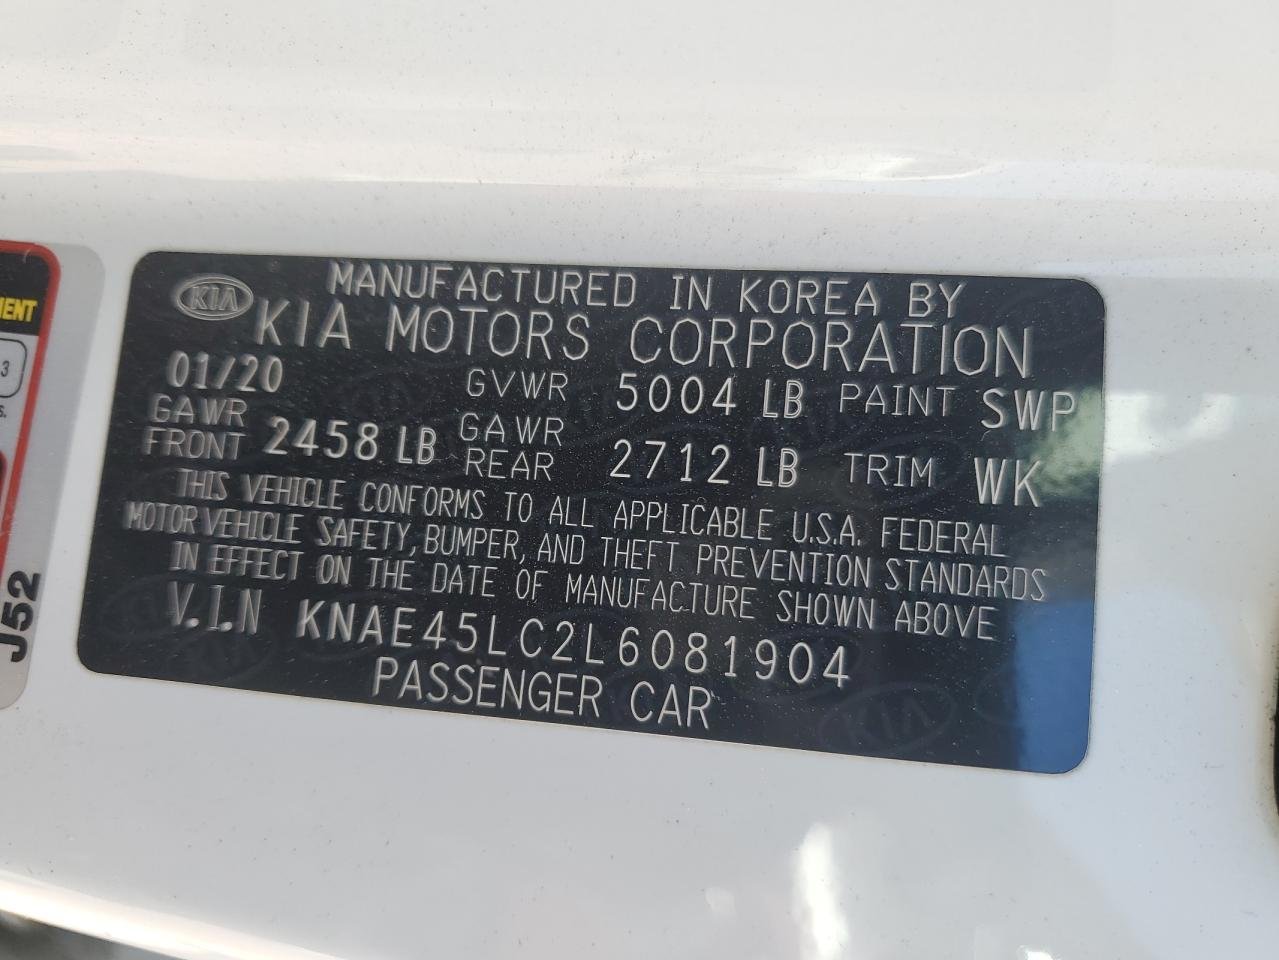 KIA
MANUFACTURED IN KOREA BY
KIA MOTORS CORPORATION
01/20 GVWR 5004 LB PAINT SWP
GAWR FRONT 2458 LB GAWR REAR 2712 LB TRIM WK
THIS VEHICLE CONFORMS TO ALL APPLICABLE U.S.A. FEDERAL
MOTOR VEHICLE SAFETY, BUMPER, AND THEFT PREVENTION STANDARDS
IN EFFECT ON THE DATE OF MANUFACTURE SHOWN ABOVE
V.I.N KNAE45LC2L6081904
PASSENGER CAR
3
J52